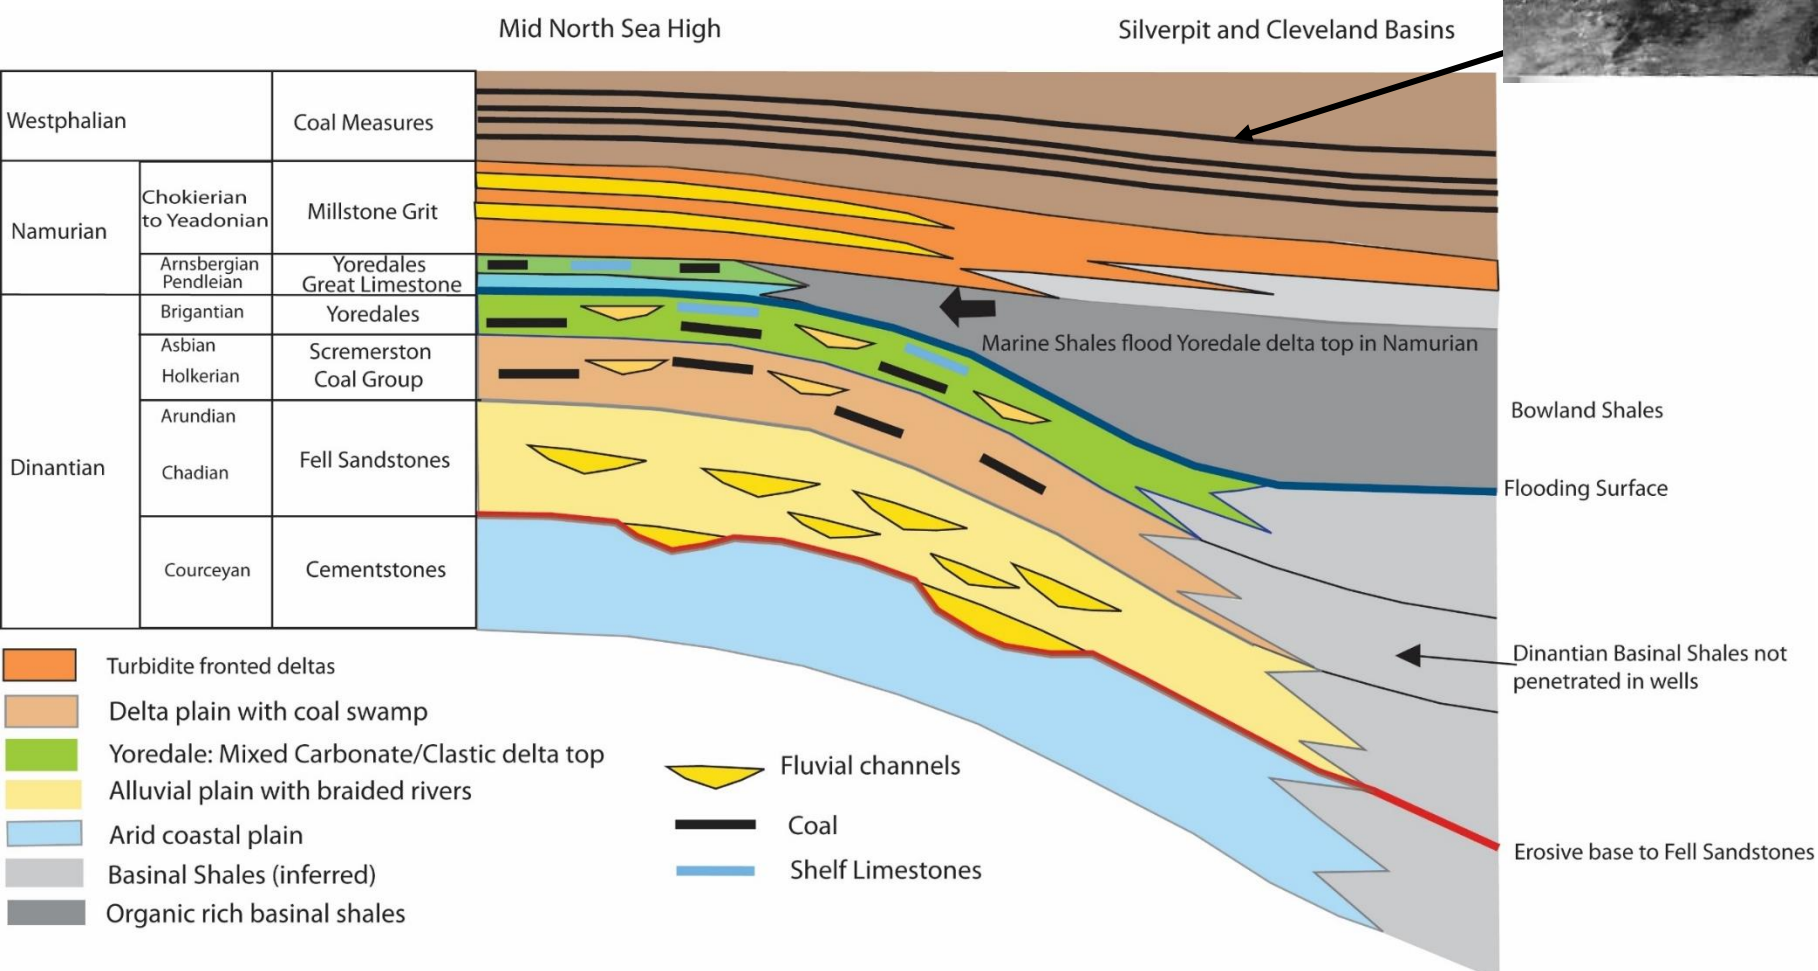 Mid North Sea High
Silverpit and Cleveland Basins
Westphalian
Coal Measures
Namurian
Chokierian
to Yeadonian
Millstone Grit
Arnsbergian
Pendleian
Yoredales
Great Limestone
Dinantian
Brigantian
Yoredales
Asbian
Holkerian
Scremerston
Coal Group
Arundian
Chadian
Fell Sandstones
Courceyan
Cementstones
Marine Shales flood Yoredale delta top in Namurian
Bowland Shales
Flooding Surface
Dinantian Basinal Shales not
penetrated in wells
Erosive base to Fell Sandstones
Turbidite fronted deltas
Delta plain with coal swamp
Yoredale: Mixed Carbonate/Clastic delta top
Alluvial plain with braided rivers
Arid coastal plain
Basinal Shales (inferred)
Organic rich basinal shales
Fluvial channels
Coal
Shelf Limestones